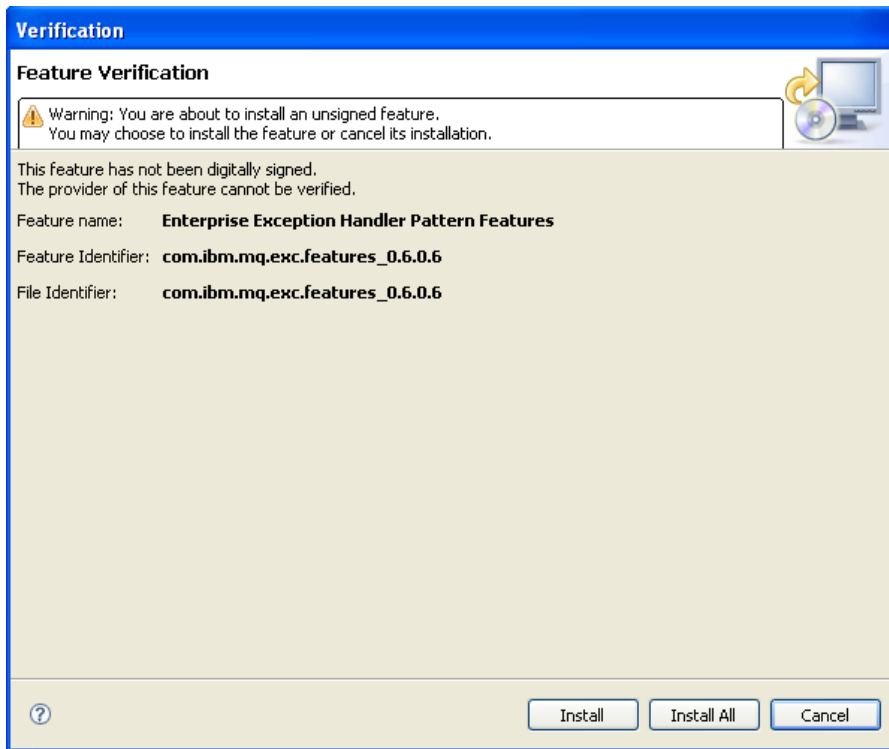 Verification
Feature Verification
Warning: You are about to install an unsigned feature.
You may choose to install the feature or cancel its installation.
This feature has not been digitally signed.
The provider of this feature cannot be verified.
Feature name: Enterprise Exception Handler Pattern Features
Feature Identifier: com.ibm.mq.exc.features_0.6.0.6
File Identifier: com.ibm.mq.exc.features_0.6.0.6
? Install Install All Cancel